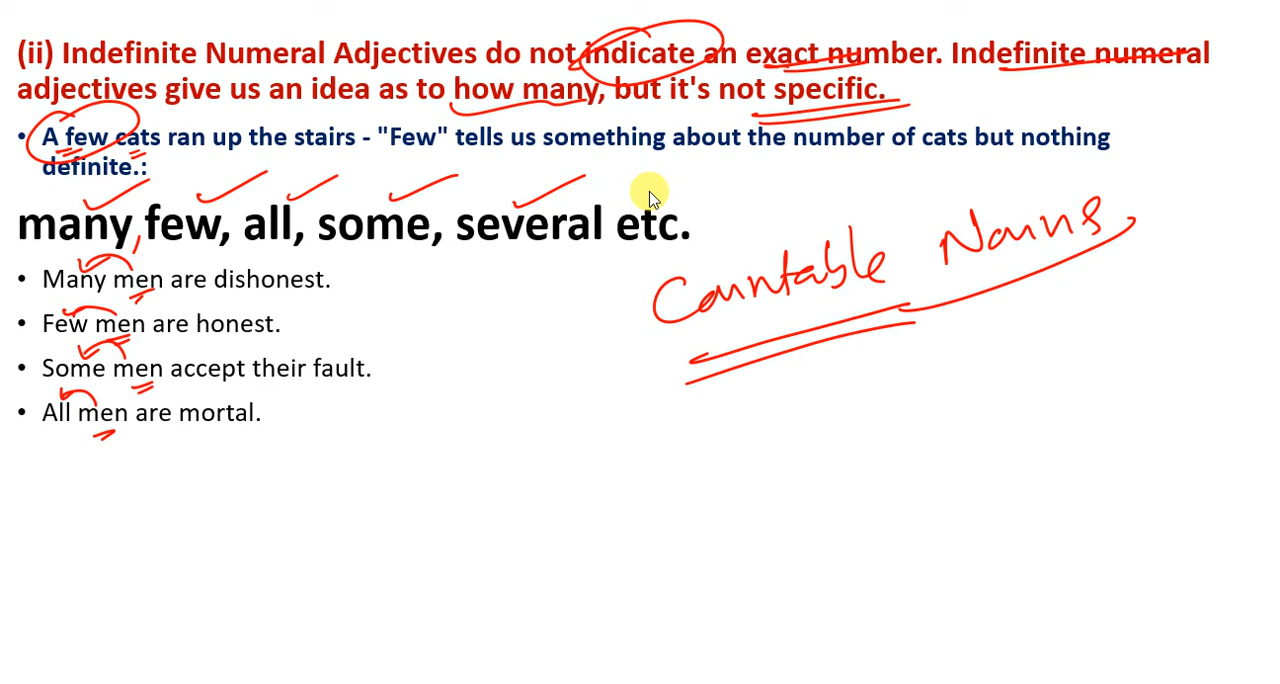 (ii) Indefinite Numeral Adjectives do not indicate an exact number. Indefinite numeral
adjectives give us an idea as to how many, but it's not specific.
• A few cats ran up the stairs - "Few" tells us something about the number of cats but nothing
definite.:
many, few, all, some, several etc.
Countable Nouns
• Many men are dishonest.
• Few men are honest.
• Some men accept their fault.
• All men are mortal.